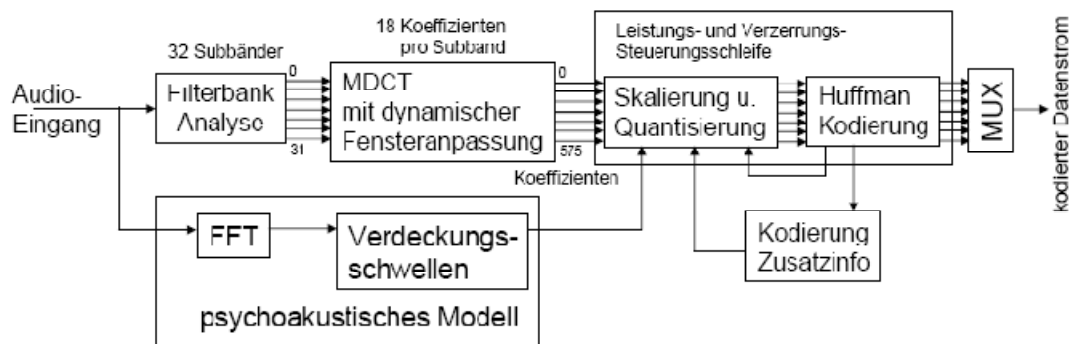 Audio-
Eingang
32 Subbänder
0
31
Filterbank
Analyse
18 Koeffizienten
pro Subband
MDCT
mit dynamischer
Fensteranpassung
0
575
Koeffizienten
Leistungs- und Verzerrungs-
Steuerungsschleife
Skalierung u.
Quantisierung
Huffman
Kodierung
MUX
kodierter Datenstrom
FFT
Verdeckungs-
schwellen
psychoakustisches Modell
Kodierung
Zusatzinfo